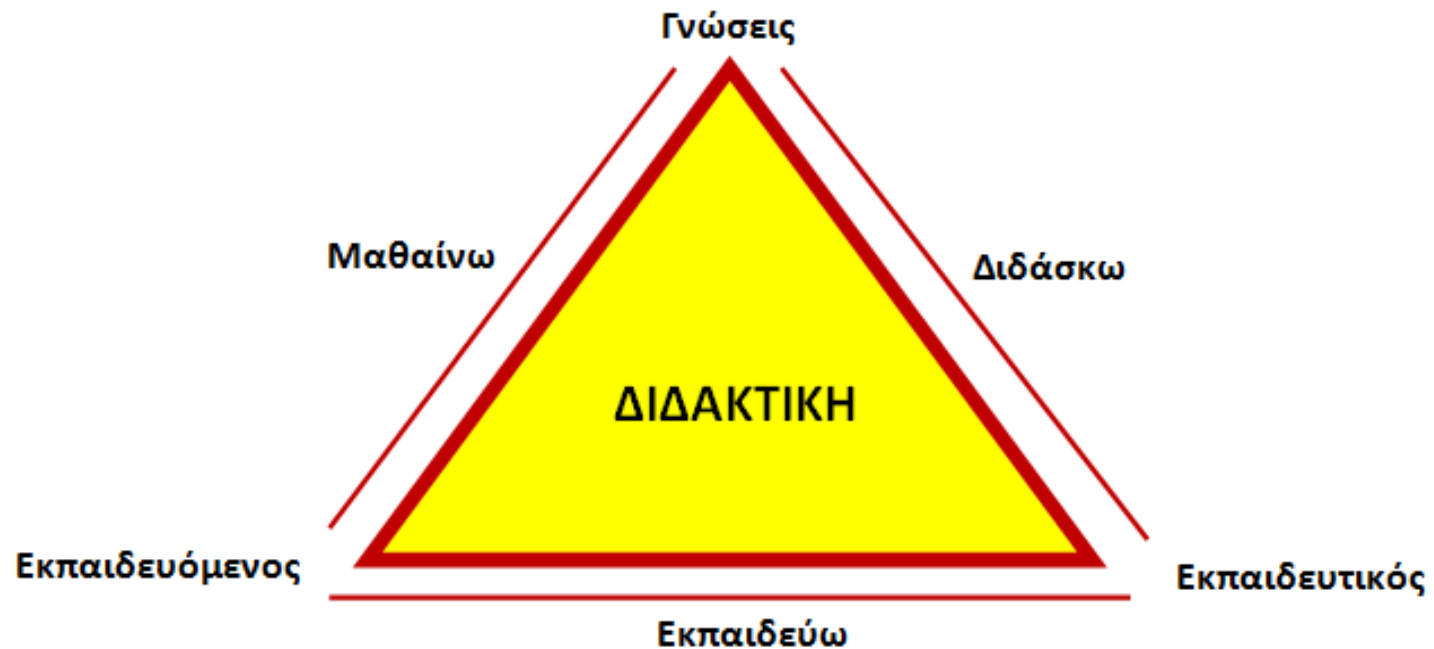 Γνώσεις
Μαθαίνω
Διδάσκω
ΔΙΔΑΚΤΙΚΗ
Εκπαιδευόμενος
Εκπαιδευτικός
Εκπαιδεύω